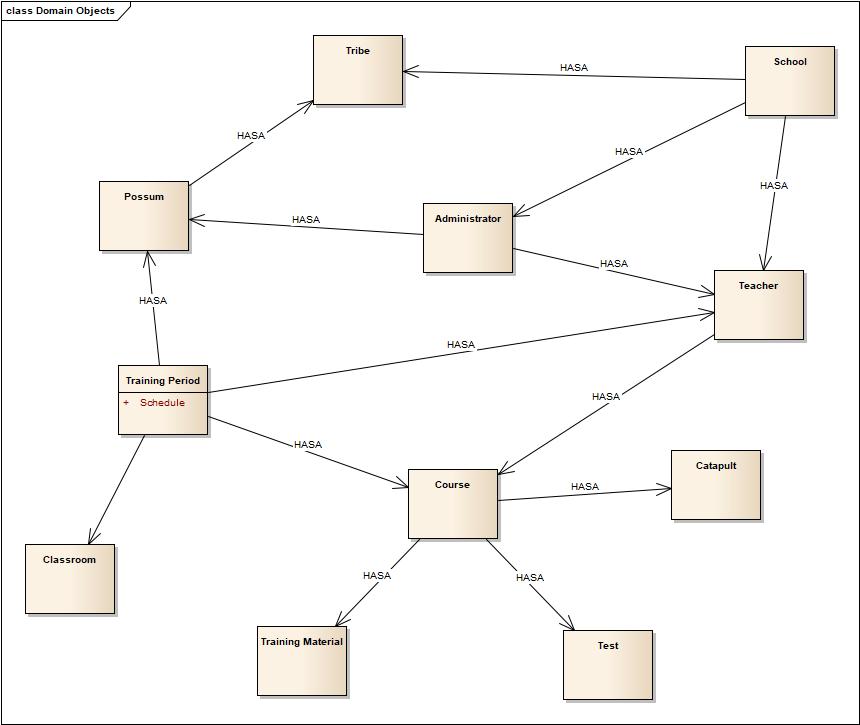 class Domain Objects
Tribe
School
HASA
HASA
HASA
HASA
Possum
Administrator
HASA
HASA
Teacher
HASA
HASA
Training Period
+ Schedule
HASA
HASA
Course
Catapult
HASA
Classroom
HASA
HASA
Training Material
Test